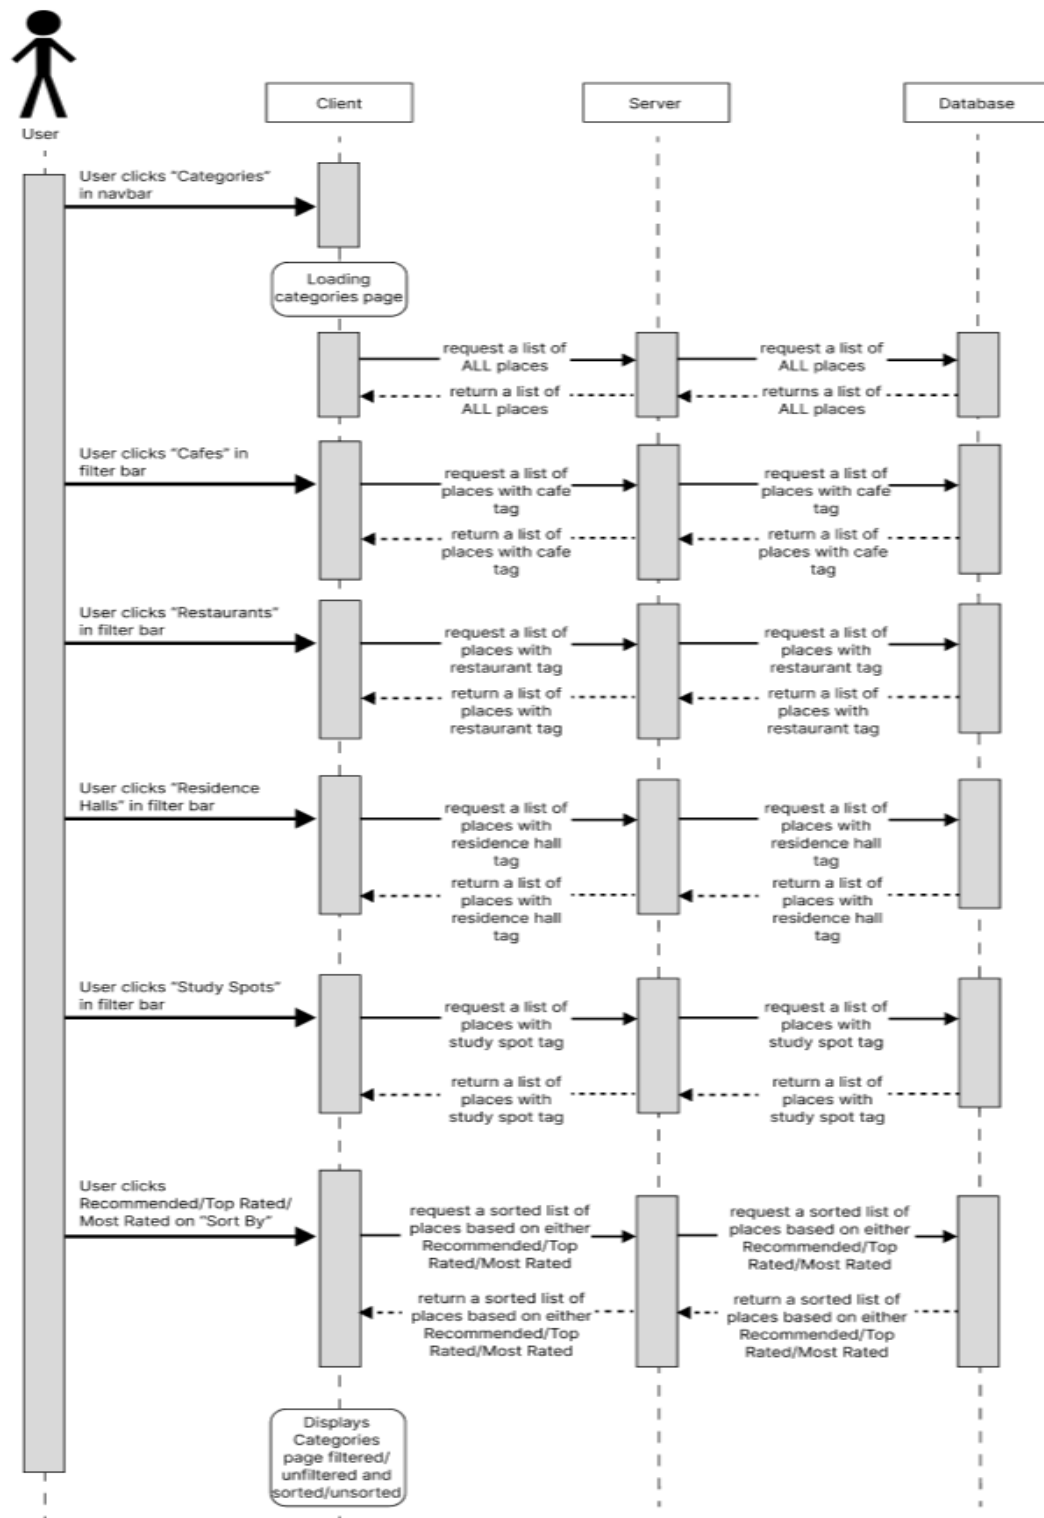 User
Client
Server
Database
User clicks "Categories"
in navbar
Loading
categories page
request a list of
ALL places
request a list of
ALL places
return a list of
ALL places
returns a list of
ALL places
User clicks "Cafes" in
filter bar
request a list of
places with cafe
tag
request a list of
places with cafe
tag
return a list of
places with cafe
tag
return a list of
places with cafe
tag
User clicks "Restaurants"
in filter bar
request a list of
places with
restaurant tag
request a list of
places with
restaurant tag
return a list of
places with
restaurant tag
return a list of
places with
restaurant tag
User clicks "Residence
Halls" in filter bar
request a list of
places with
residence hall
tag
request a list of
places with
residence hall
tag
return a list of
places with
residence hall
tag
return a list of
places with
residence hall
tag
User clicks "Study Spots"
in filter bar
request a list of
places with
study spot tag
request a list of
places with
study spot tag
return a list of
places with
study spot tag
return a list of
places with
study spot tag
User clicks
Recommended/Top Rated/
Most Rated on "Sort By"
request a sorted list of
places based on either
Recommended/Top
Rated/Most Rated
request a sorted list of
places based on either
Recommended/Top
Rated/Most Rated
return a sorted list of
places based on either
Recommended/Top
Rated/Most Rated
return a sorted list of
places based on either
Recommended/Top
Rated/Most Rated
Displays
Categories
page filtered/
unfiltered and
sorted/unsorted